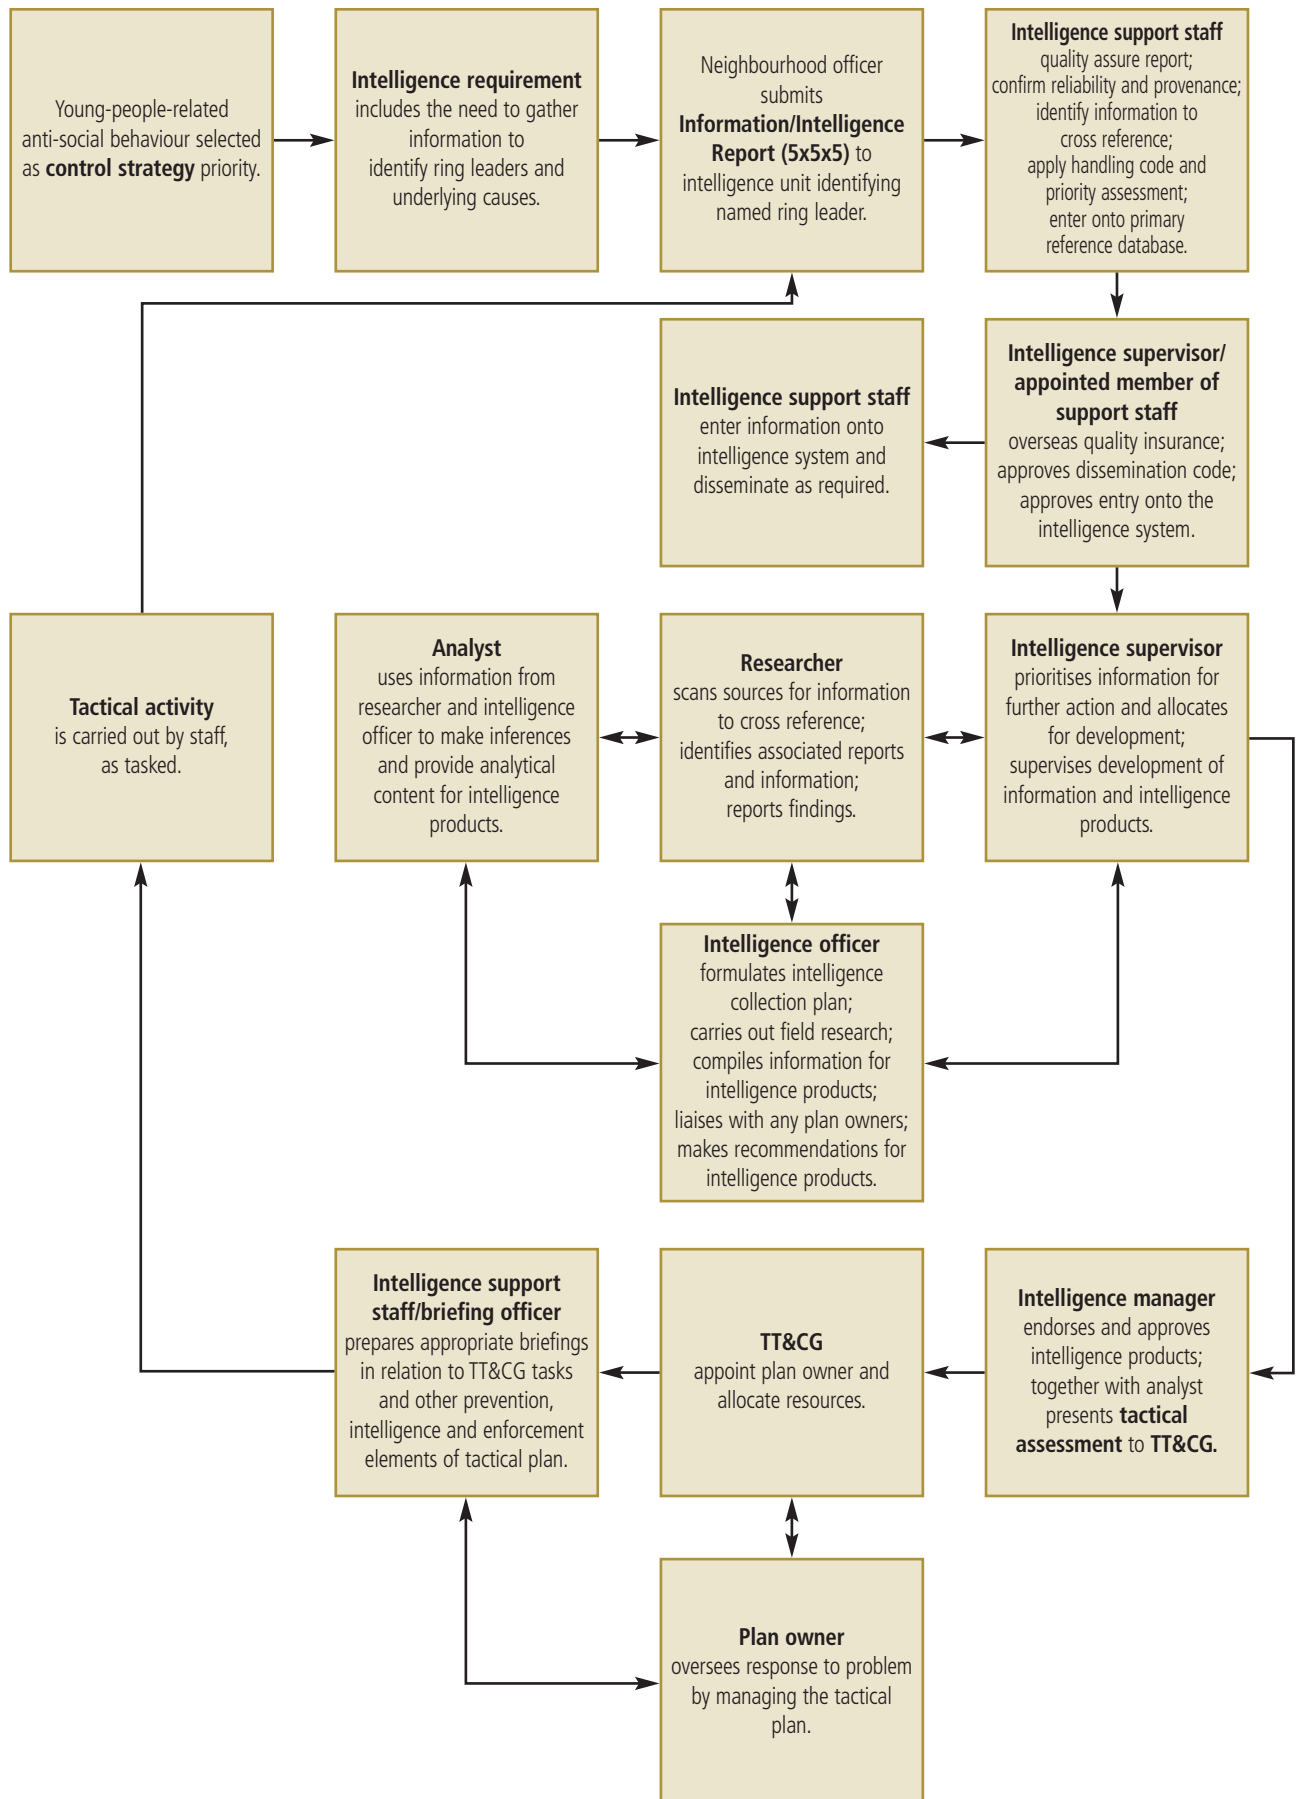 Young-people-related
anti-social behaviour selected
as control strategy priority.
Intelligence requirement
includes the need to gather
information to
identify ring leaders and
underlying causes.
Neighbourhood officer
submits
Information/Intelligence
Report (5x5x5) to
intelligence unit identifying
named ring leader.
Intelligence support staff
quality assure report;
confirm reliability and provenance;
identify information to
cross reference;
apply handling code and
priority assessment;
enter onto primary
reference database.
Intelligence support staff
enter information onto
intelligence system and
disseminate as required.
Intelligence supervisor/
appointed member of
support staff
overseas quality insurance;
approves dissemination code;
approves entry onto the
intelligence system.
Tactical activity
is carried out by staff,
as tasked.
Analyst
uses information from
researcher and intelligence
officer to make inferences
and provide analytical
content for intelligence
products.
Researcher
scans sources for information
to cross reference;
identifies associated reports
and information;
reports findings.
Intelligence supervisor
prioritises information for
further action and allocates
for development;
supervises development of
information and intelligence
products.
Intelligence officer
formulates intelligence
collection plan;
carries out field research;
compiles information for
intelligence products;
liaises with any plan owners;
makes recommendations for
intelligence products.
Intelligence support
staff/briefing officer
prepares appropriate briefings
in relation to TT&CG tasks
and other prevention,
intelligence and enforcement
elements of tactical plan.
TT&CG
appoint plan owner and
allocate resources.
Intelligence manager
endorses and approves
intelligence products;
together with analyst
presents tactical
assessment to TT&CG.
Plan owner
oversees response to problem
by managing the tactical
plan.